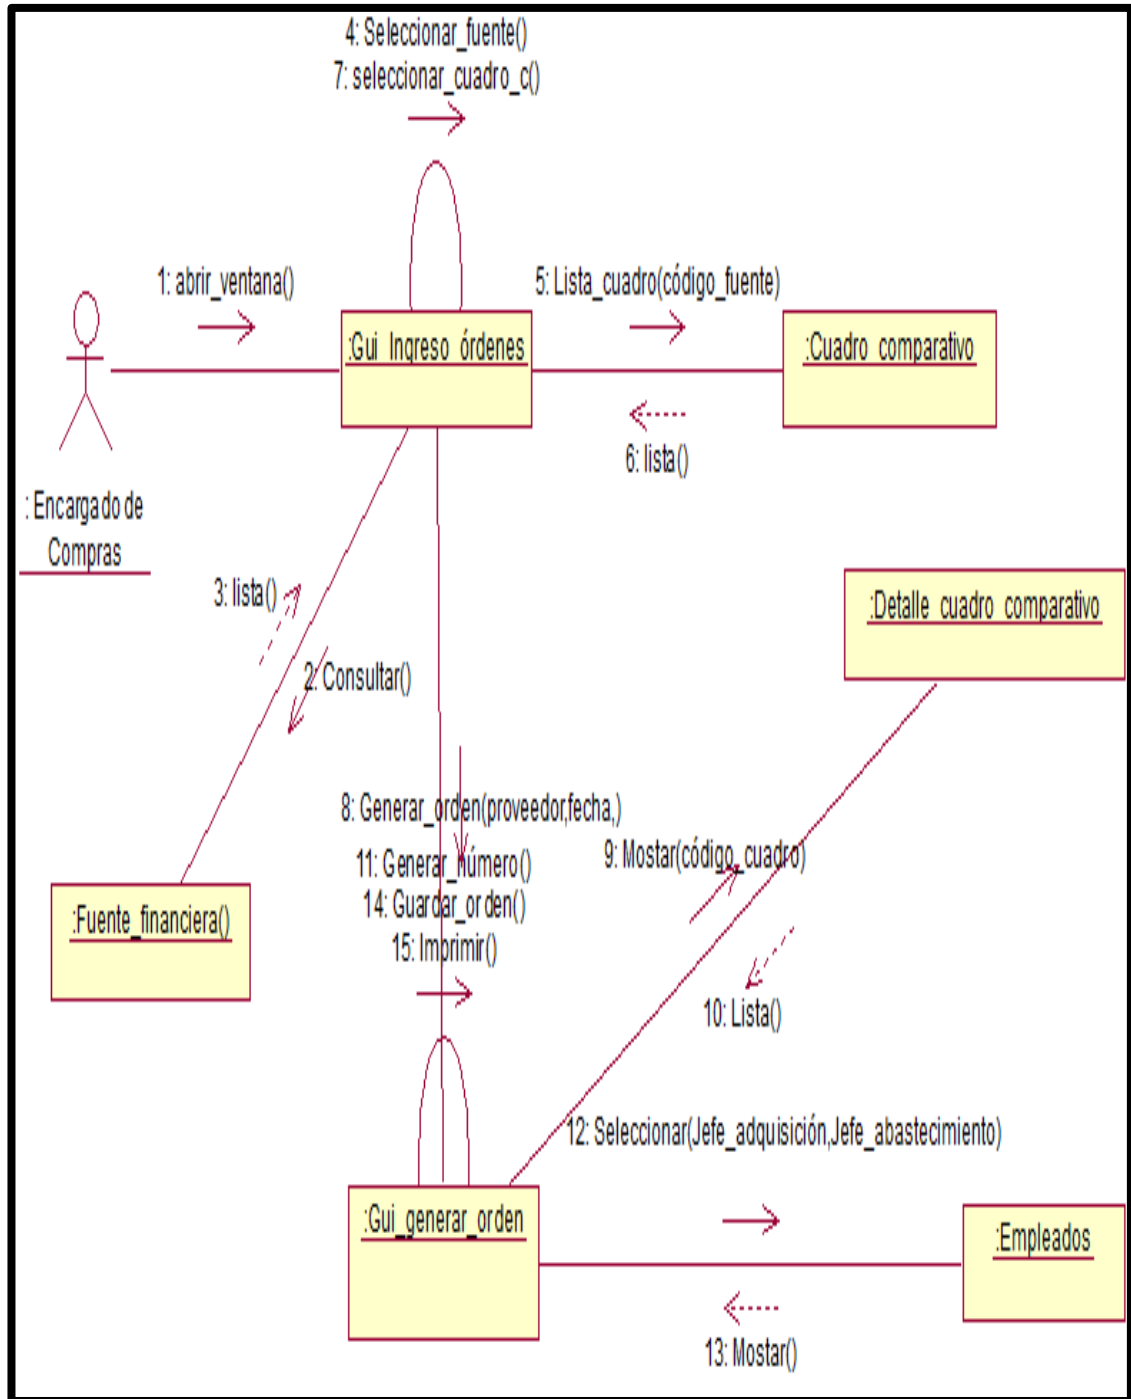 4: Seleccionar_fuente()
7: seleccionar_cuadro_c()
1: abrir_ventana()
5: Lista_cuadro(código_fuente)
:Gui_Ingreso_órdenes
:Cuadro_comparativo
6: lista()
: Encargado de
Compras
3: lista()
:Detalle_cuadro_comparativo
2: Consultar()
8: Generar_orden(proveedor,fecha,)
11: Generar_número()
9: Mostar(código_cuadro)
14: Guardar_orden()
:Fuente_financiera()
15: Imprimir()
10: Lista()
12: Seleccionar(Jefe_adquisición,Jefe_abastecimiento)
:Gui_generar_orden
:Empleados
13: Mostar()